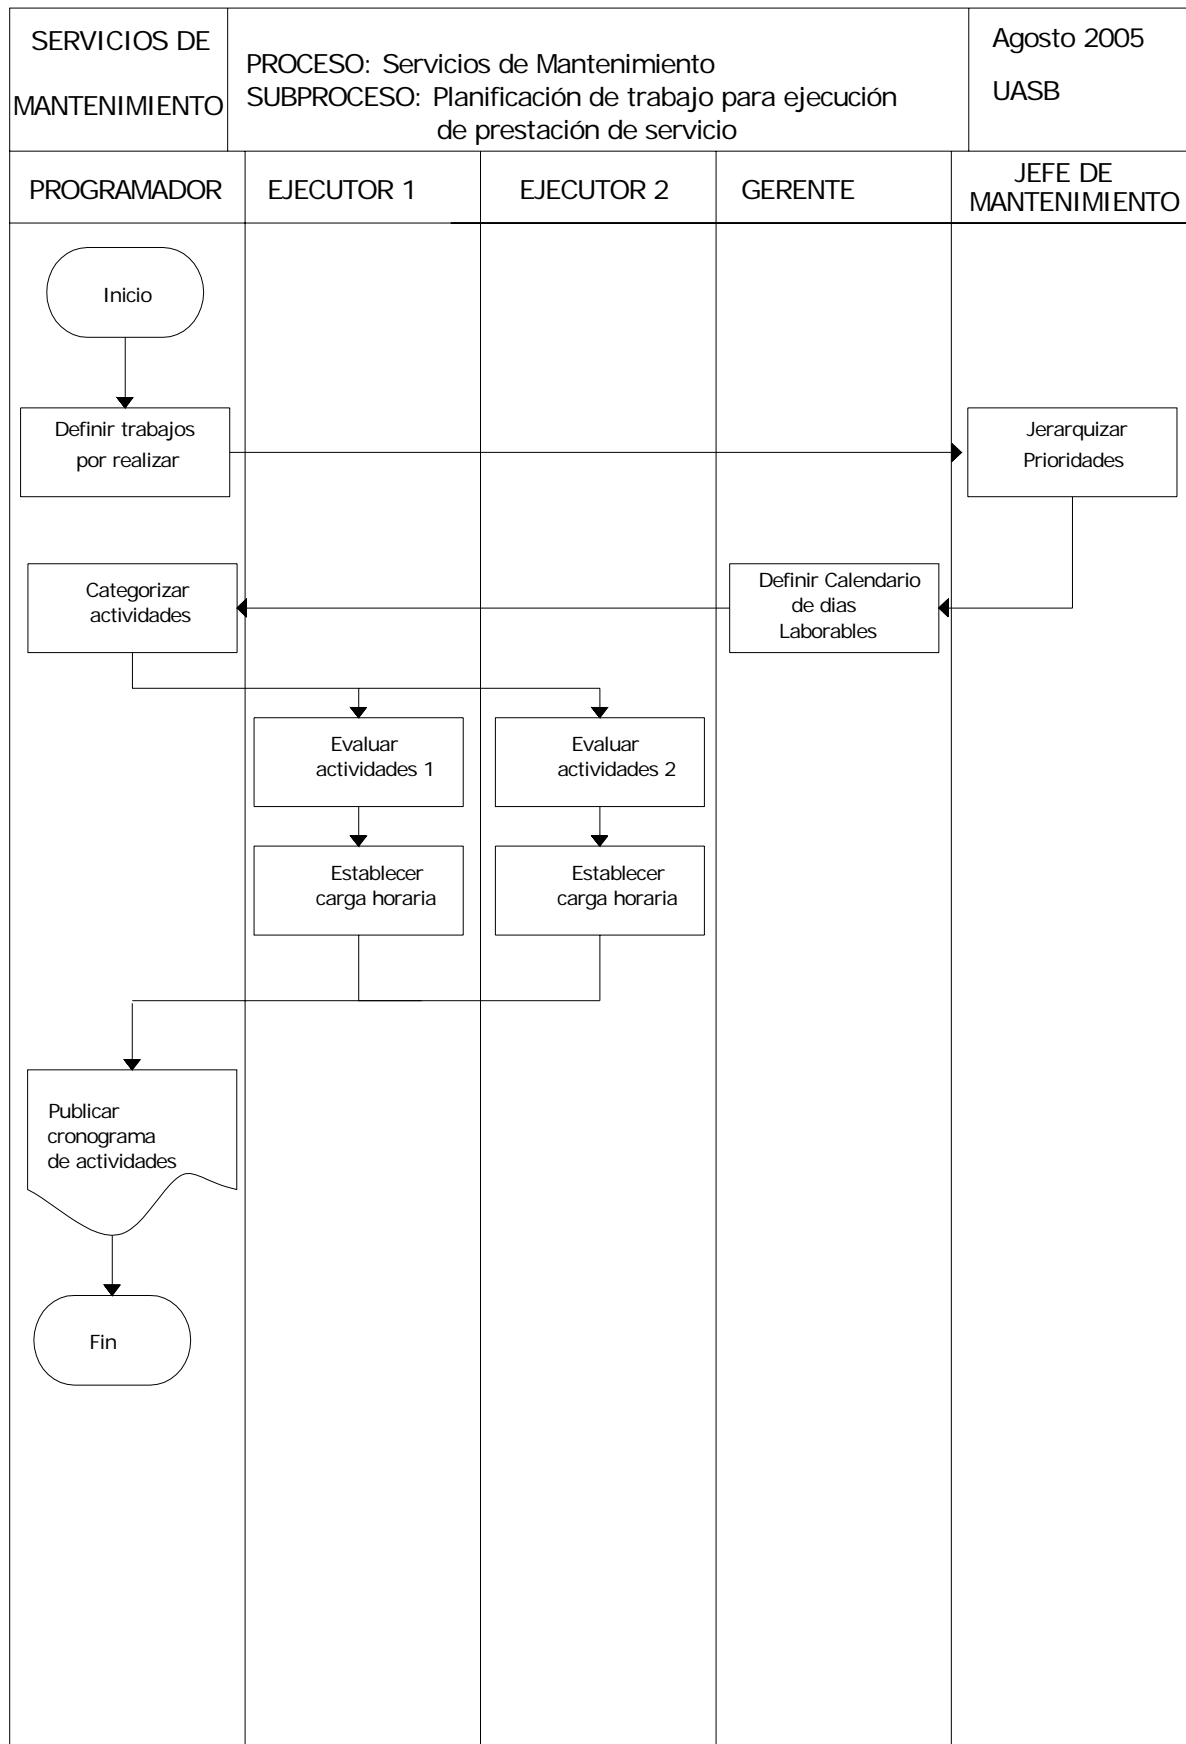 SERVICIOS DE
MANTENIMIENTO
PROCESO: Servicios de Mantenimiento
SUBPROCESO: Planificación de trabajo para ejecución
de prestación de servicio
Agosto 2005
UASB
PROGRAMADOR
EJECUTOR 1
EJECUTOR 2
GERENTE
JEFE DE
MANTENIMIENTO
Inicio
Definir trabajos
por realizar
Jerarquizar
Prioridades
Categorizar
actividades
Definir Calendario
de dias
Laborables
Evaluar
actividades 1
Evaluar
actividades 2
Establecer
carga horaria
Establecer
carga horaria
Publicar
cronograma
de actividades
Fin